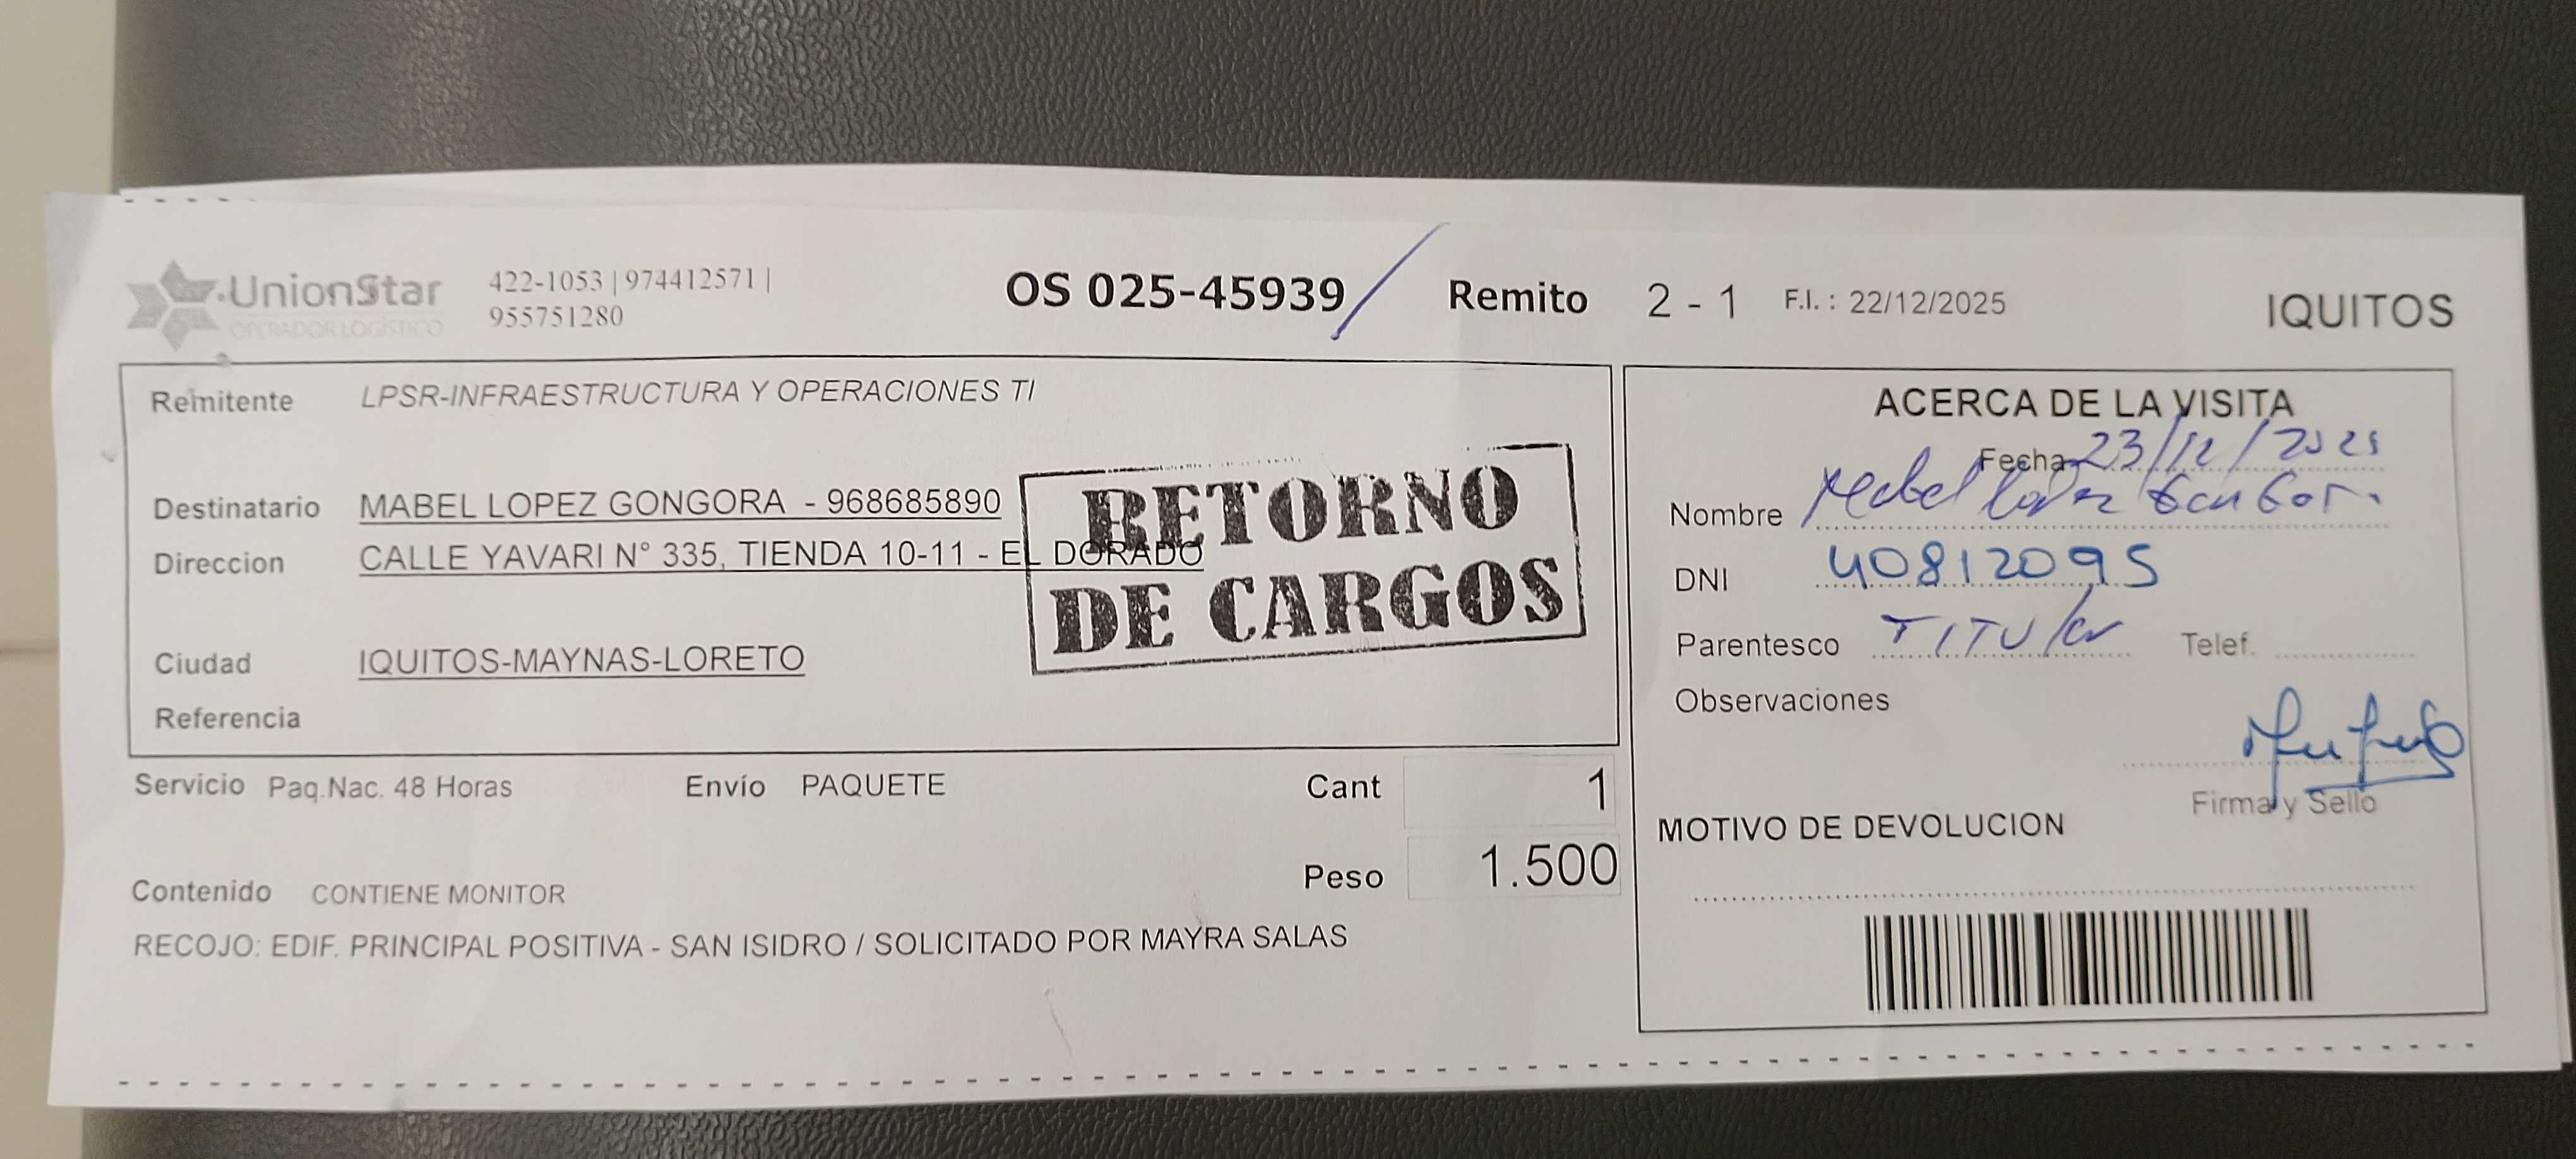 UnionStar
OPERADOR LOGÍSTICO
422-1053 | 974412571 |
955751280
OS 025-45939 Remito 2 - 1 F.I. : 22/12/2025 IQUITOS
Remitente LPSR-INFRAESTRUCTURA Y OPERACIONES TI
Destinatario MABEL LOPEZ GONGORA - 968685890
Direccion CALLE YAVARI N° 335, TIENDA 10-11 - EL DORADO
Ciudad IQUITOS-MAYNAS-LORETO
Referencia
RETORNO
DE CARGOS
Servicio Paq.Nac. 48 Horas Envío PAQUETE Cant 1
Peso 1.500
Contenido CONTIENE MONITOR
RECOJO: EDIF. PRINCIPAL POSITIVA - SAN ISIDRO / SOLICITADO POR MAYRA SALAS
ACERCA DE LA VISITA
Fecha 23/12/2025
Nombre Mabel Lopez Gongora
DNI 40812095
Parentesco TITULAR Telef.
Observaciones
Firma y Sello
MOTIVO DE DEVOLUCION